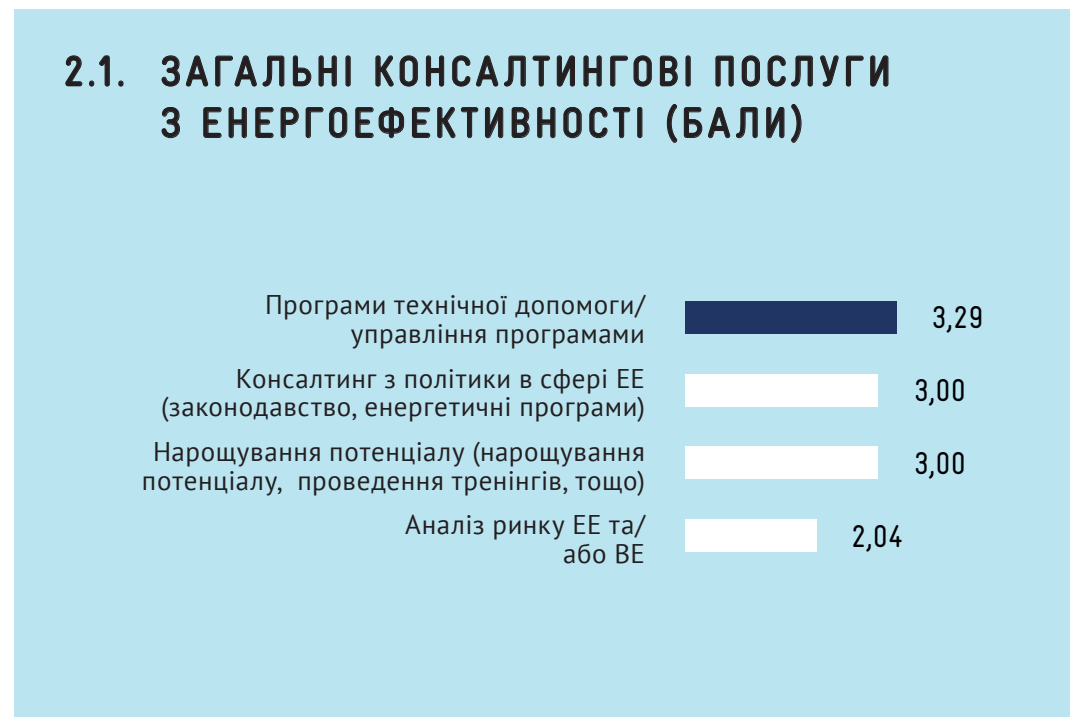 2.1. ЗАГАЛЬНІ КОНСАЛТИНГОВІ ПОСЛУГИ
З ЕНЕРГОЕФЕКТИВНОСТІ (БАЛИ)
Програми технічної допомоги/
управління програмами
3,29
Консалтинг з політики в сфері ЕЕ
(законодавство, енергетичні програми)
3,00
Нарощування потенціалу (нарощування
потенціалу, проведення тренінгів, тощо)
3,00
Аналіз ринку ЕЕ та/
або ВЕ
2,04